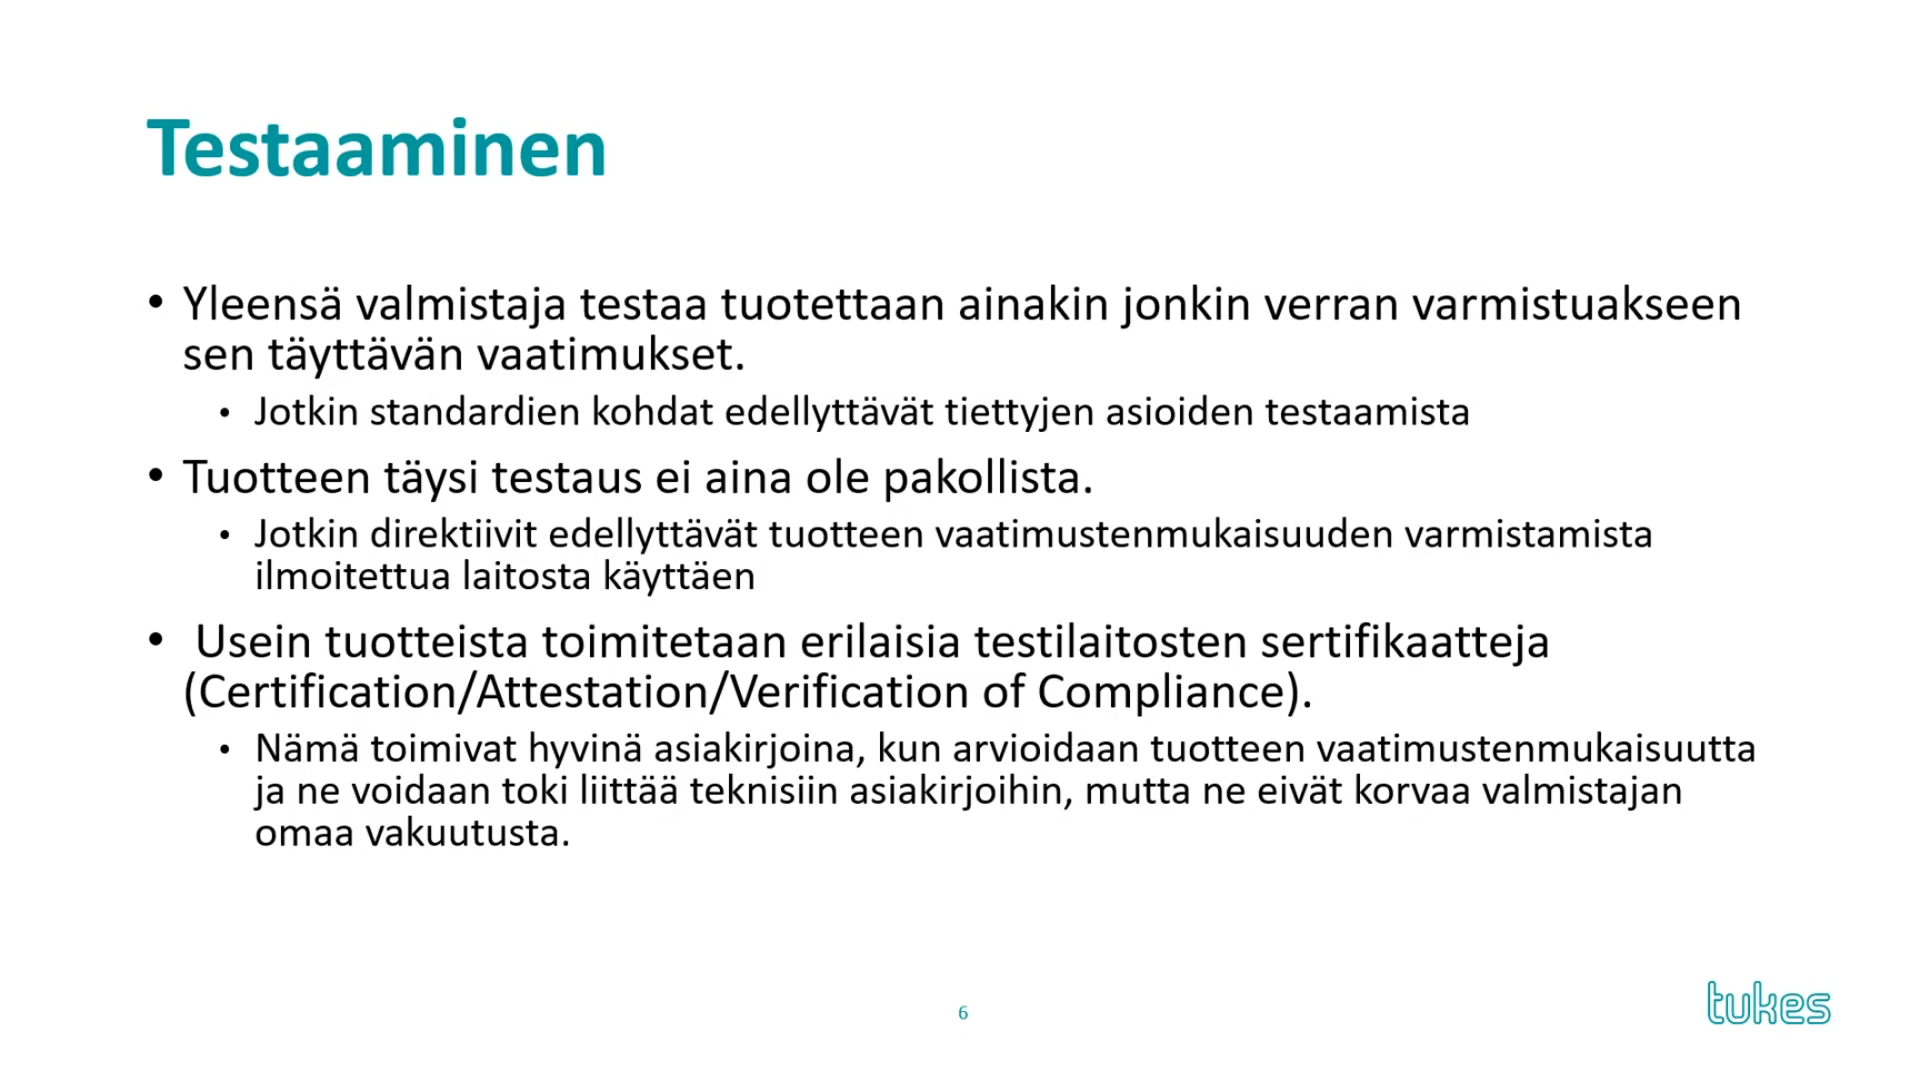 Testaaminen
• Yleensä valmistaja testaa tuotettaan ainakin jonkin verran varmistuakseen
sen täyttävän vaatimukset.
• Jotkin standardien kohdat edellyttävät tiettyjen asioiden testaamista
• Tuotteen täysi testaus ei aina ole pakollista.
• Jotkin direktiivit edellyttävät tuotteen vaatimustenmukaisuuden varmistamista
ilmoitettua laitosta käyttäen
• Usein tuotteista toimitetaan erilaisia testilaitosten sertifikaatteja
(Certification/Attestation/Verification of Compliance).
• Nämä toimivat hyvinä asiakirjoina, kun arvioidaan tuotteen vaatimustenmukaisuutta
ja ne voidaan toki liittää teknisiin asiakirjoihin, mutta ne eivät korvaa valmistajan
omaa vakuutusta.
6
tukes